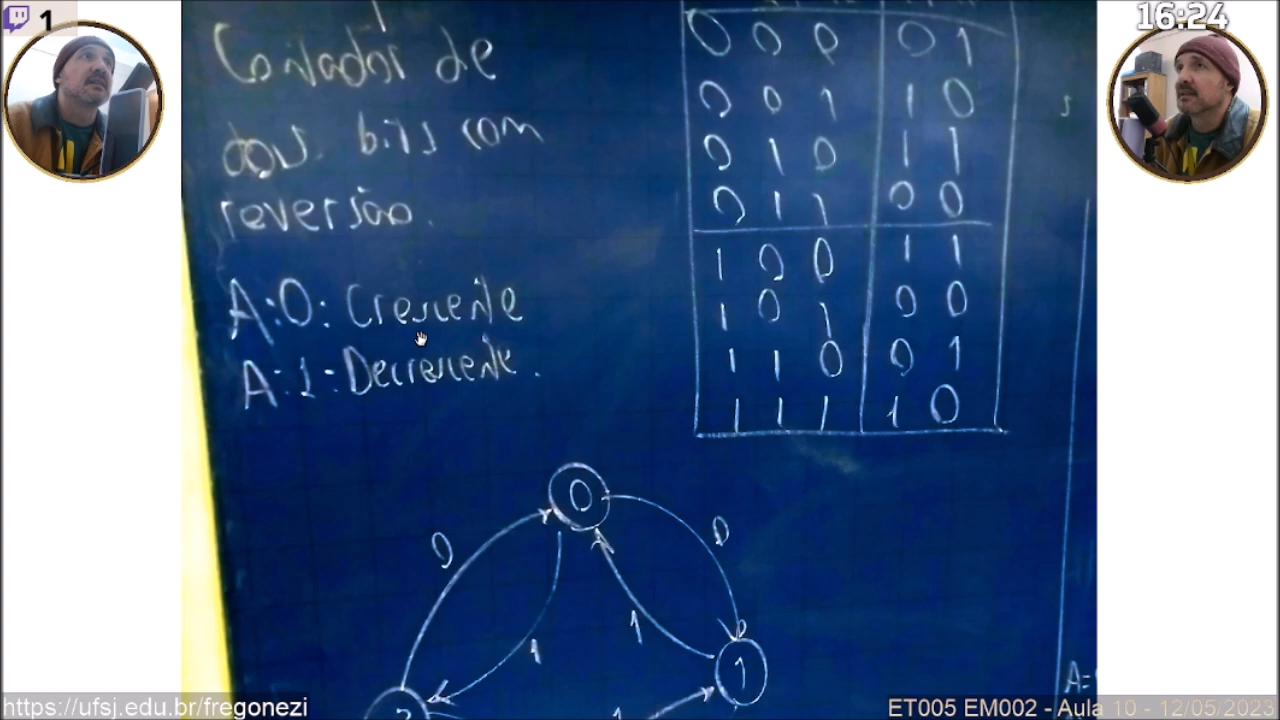 1
16:24
Contador de
dois bits com
reversão.
A:0: Crescente
A:1: Decrescente.
0 0 0 0 1
0 0 1 1 0
0 1 0 1 1
0 1 1 0 0
1 0 0 1 1
1 0 1 0 0
1 1 0 0 1
1 1 1 1 0
0
0
0
1
1
1
1
A=
https://ufsj.edu.br/fregonezi
ET005 EM002 - Aula 10 - 12/05/2023